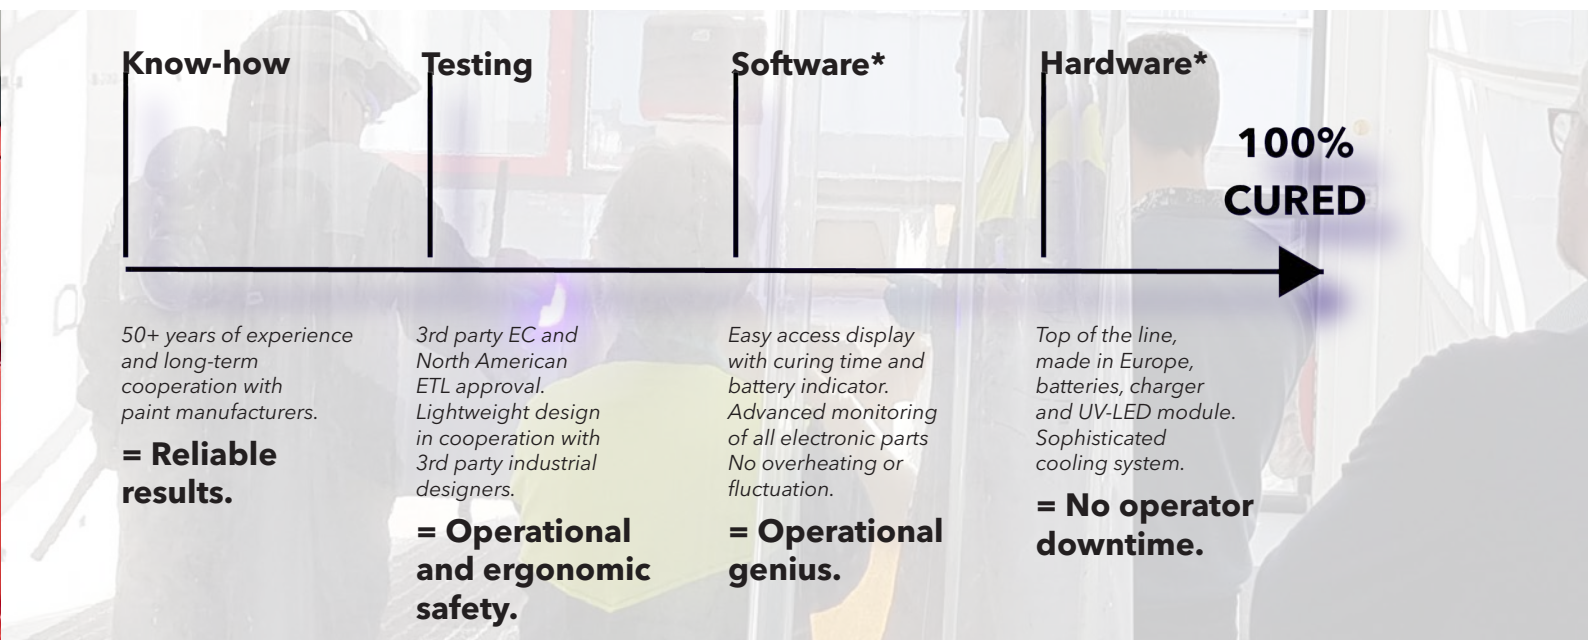 Know-how
Testing
Software*
Hardware*
100%
CURED
50+ years of experience
and long-term
cooperation with
paint manufacturers.
= Reliable
results.
3rd party EC and
North American
ETL approval.
Lightweight design
in cooperation with
3rd party industrial
designers.
= Operational
and ergonomic
safety.
Easy access display
with curing time and
battery indicator.
Advanced monitoring
of all electronic parts
No overheating or
fluctuation.
= Operational
genius.
Top of the line,
made in Europe,
batteries, charger
and UV-LED module.
Sophisticated
cooling system.
= No operator
downtime.